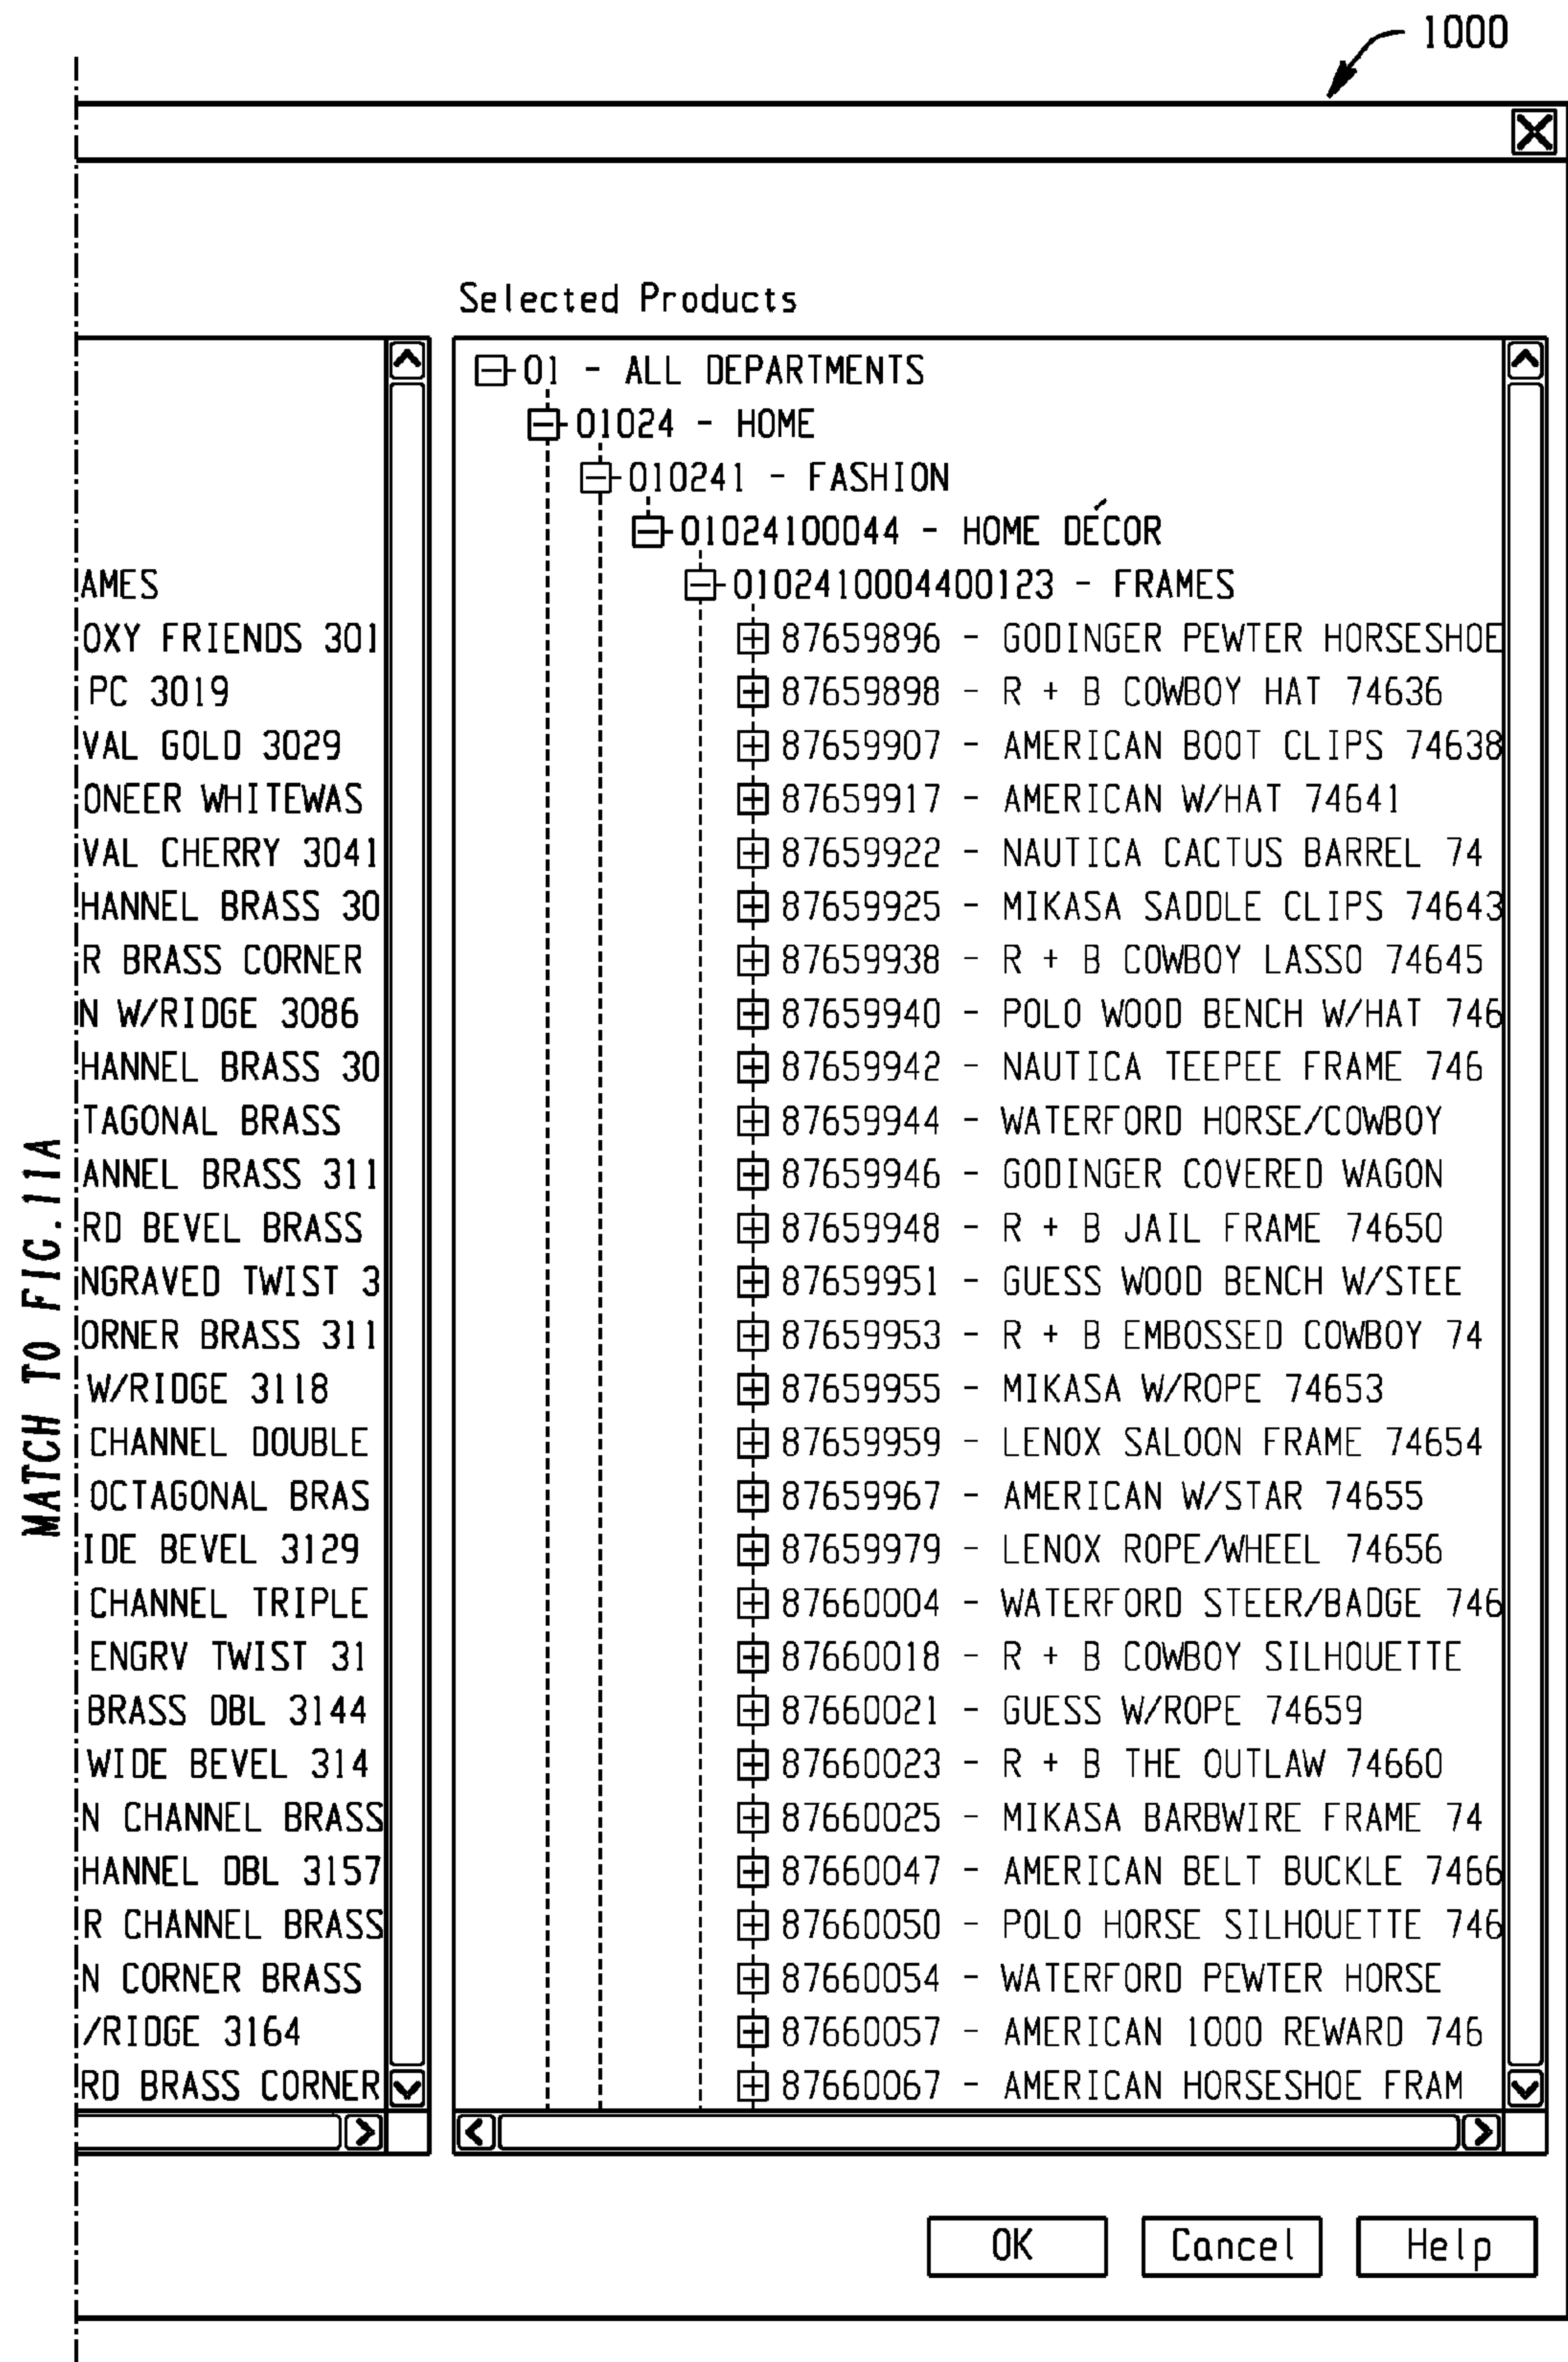 1000
Selected Products
01 - ALL DEPARTMENTS
01024 - HOME
010241 - FASHION
01024100044 - HOME DÉCOR
0102410004400123 - FRAMES
87659896 - GODINGER PEWTER HORSESHOE
87659898 - R + B COWBOY HAT 74636
87659907 - AMERICAN BOOT CLIPS 74638
87659917 - AMERICAN W/HAT 74641
87659922 - NAUTICA CACTUS BARREL 74
87659925 - MIKASA SADDLE CLIPS 74643
87659938 - R + B COWBOY LASSO 74645
87659940 - POLO WOOD BENCH W/HAT 746
87659942 - NAUTICA TEEPEE FRAME 746
87659944 - WATERFORD HORSE/COWBOY
87659946 - GODINGER COVERED WAGON
87659948 - R + B JAIL FRAME 74650
87659951 - GUESS WOOD BENCH W/STEE
87659953 - R + B EMBOSSED COWBOY 74
87659955 - MIKASA W/ROPE 74653
87659959 - LENOX SALOON FRAME 74654
87659967 - AMERICAN W/STAR 74655
87659979 - LENOX ROPE/WHEEL 74656
87660004 - WATERFORD STEER/BADGE 746
87660018 - R + B COWBOY SILHOUETTE
87660021 - GUESS W/ROPE 74659
87660023 - R + B THE OUTLAW 74660
87660025 - MIKASA BARBWIRE FRAME 74
87660047 - AMERICAN BELT BUCKLE 7466
87660050 - POLO HORSE SILHOUETTE 746
87660054 - WATERFORD PEWTER HORSE
87660057 - AMERICAN 1000 REWARD 746
87660067 - AMERICAN HORSESHOE FRAM
AMES
OXY FRIENDS 301
PC 3019
VAL GOLD 3029
ONEER WHITEWAS
VAL CHERRY 3041
HANNEL BRASS 30
R BRASS CORNER
N W/RIDGE 3086
HANNEL BRASS 30
TAGONAL BRASS
ANNEL BRASS 311
RD BEVEL BRASS
NGRAVED TWIST 3
ORNER BRASS 311
W/RIDGE 3118
CHANNEL DOUBLE
OCTAGONAL BRAS
IDE BEVEL 3129
CHANNEL TRIPLE
ENGRV TWIST 31
BRASS DBL 3144
WIDE BEVEL 314
N CHANNEL BRASS
HANNEL DBL 3157
R CHANNEL BRASS
N CORNER BRASS
/RIDGE 3164
RD BRASS CORNER
MATCH TO FIG.11A
OK
Cancel
Help